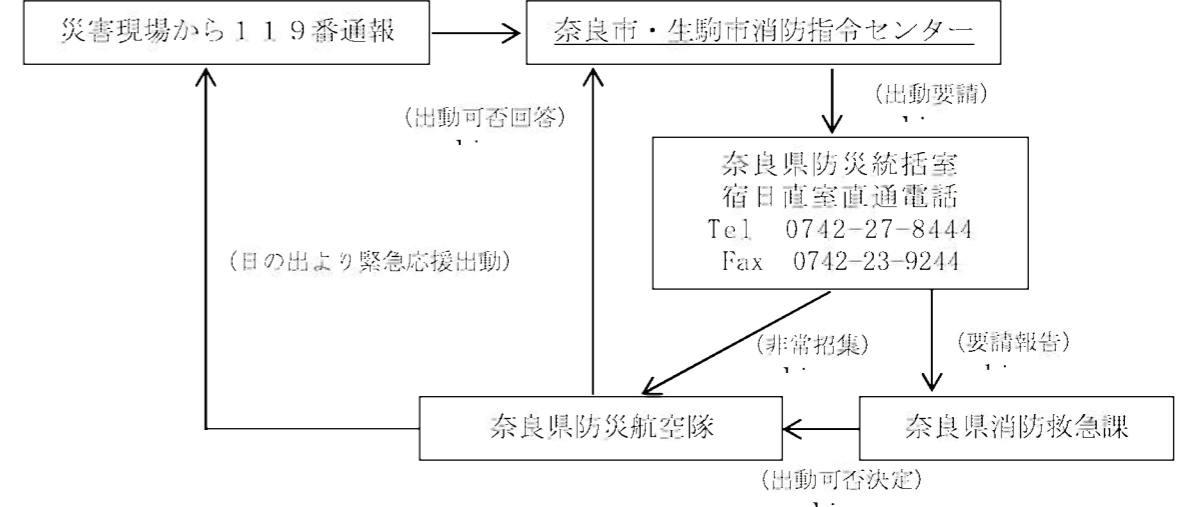 災害現場から１１９番通報
奈良市・生駒市消防指令センター
（出動要請）
（出動可否回答）
奈良県防災統括室
宿日直室直通電話
Tel　0742-27-8444
Fax　0742-23-9244
（日の出より緊急応援出動）
（非常招集）
（要請報告）
奈良県防災航空隊
奈良県消防救急課
（出動可否決定）